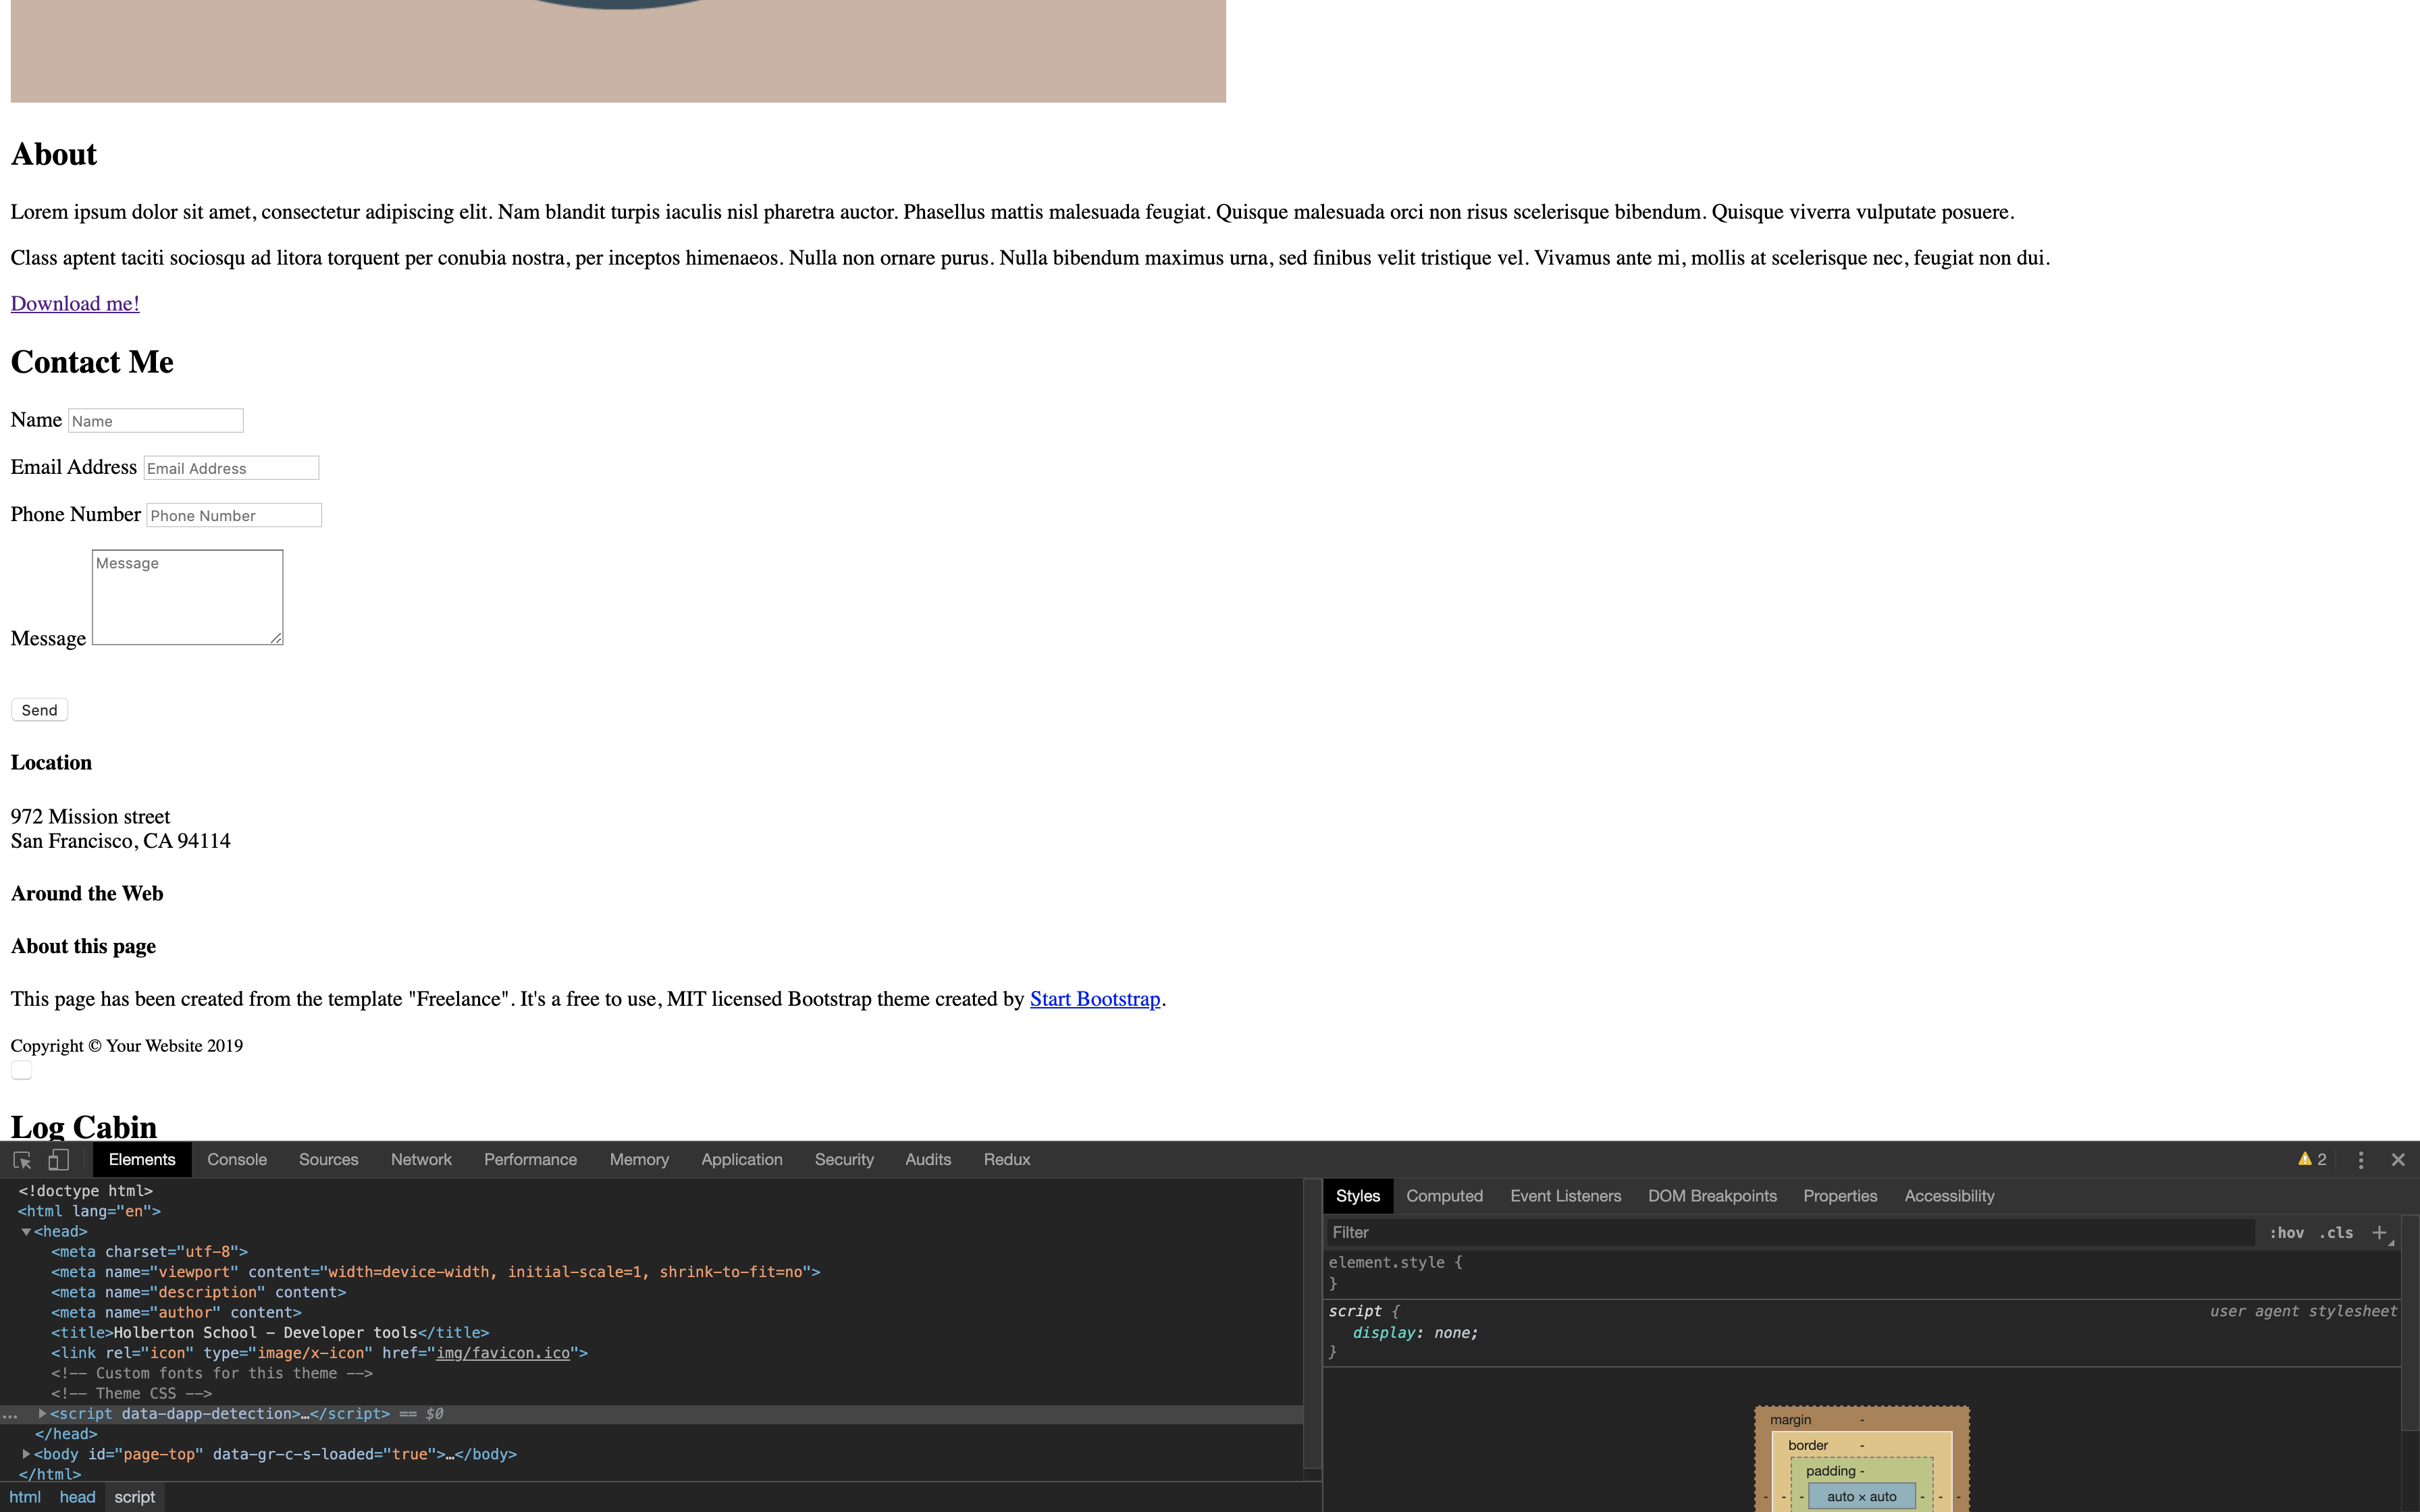 About
Lorem ipsum dolor sit amet, consectetur adipiscing elit. Nam blandit turpis iaculis nisl pharetra auctor. Phasellus mattis malesuada feugiat. Quisque malesuada orci non risus scelerisque bibendum. Quisque viverra vulputate posuere.
Class aptent taciti sociosqu ad litora torquent per conubia nostra, per inceptos himenaeos. Nulla non ornare purus. Nulla bibendum maximus urna, sed finibus velit tristique vel. Vivamus ante mi, mollis at scelerisque nec, feugiat non dui.
Download me!
Contact Me
Name Name
Email Address Email Address
Phone Number Phone Number
Message
Message
Send
Location
972 Mission street
San Francisco, CA 94114
Around the Web
About this page
This page has been created from the template "Freelance". It's a free to use, MIT licensed Bootstrap theme created by Start Bootstrap.
Copyright © Your Website 2019
Log Cabin
Elements Console Sources Network Performance Memory Application Security Audits Redux 2
<!doctype html>
<html lang="en">
<head>
<meta charset="utf-8">
<meta name="viewport" content="width=device-width, initial-scale=1, shrink-to-fit=no">
<meta name="description" content>
<meta name="author" content>
<title>Holberton School – Developer tools</title>
<link rel="icon" type="image/x-icon" href="img/favicon.ico">
<!-- Custom fonts for this theme -->
<!-- Theme CSS -->
... <script data-dapp-detection>…</script> == $0
</head>
<body id="page-top" data-gr-c-s-loaded="true">…</body>
</html>
html head script
Styles Computed Event Listeners DOM Breakpoints Properties Accessibility
Filter :hov .cls +
element.style {
}
script { user agent stylesheet
display: none;
}
margin -
border -
padding -
- - - auto × auto - - -